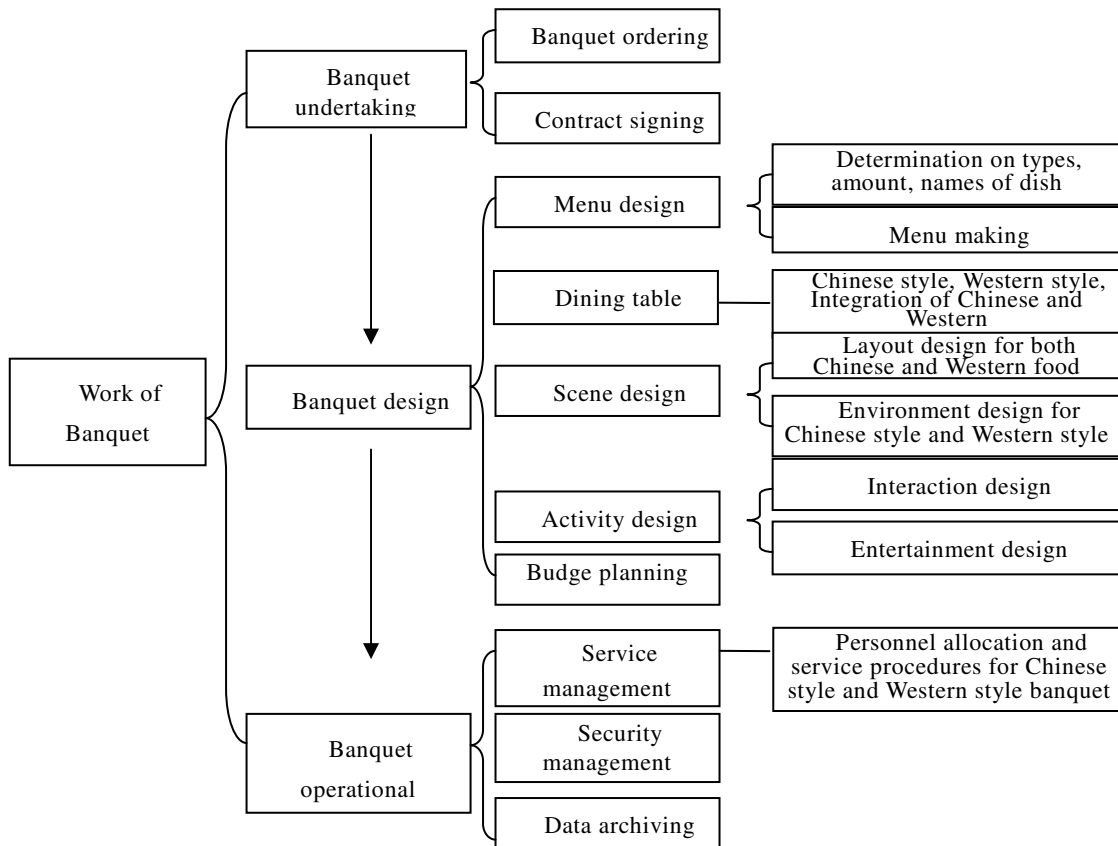 Work of
Banquet
Banquet
undertaking
Banquet ordering
Contract signing
Banquet design
Menu design
Determination on types,
amount, names of dish
Menu making
Dining table
Chinese style, Western style,
Integration of Chinese and
Western
Scene design
Layout design for both
Chinese and Western food
Environment design for
Chinese style and Western style
Activity design
Interaction design
Entertainment design
Budge planning
Banquet
operational
Service
management
Personnel allocation and
service procedures for Chinese
style and Western style banquet
Security
management
Data archiving